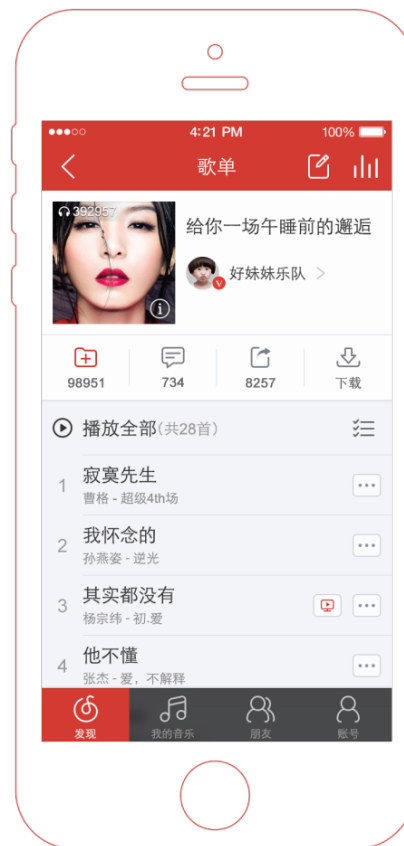 4:21 PM
100%
歌单
392957
给你一场午睡前的邂逅
好妹妹乐队
98951
734
8257
下载
播放全部(共28首)
1
寂寞先生
曹格 - 超级4th场
2
我怀念的
孙燕姿 - 逆光
3
其实都没有
杨宗纬 - 初.爱
4
他不懂
张杰 - 爱，不解释
发现
我的音乐
朋友
账号